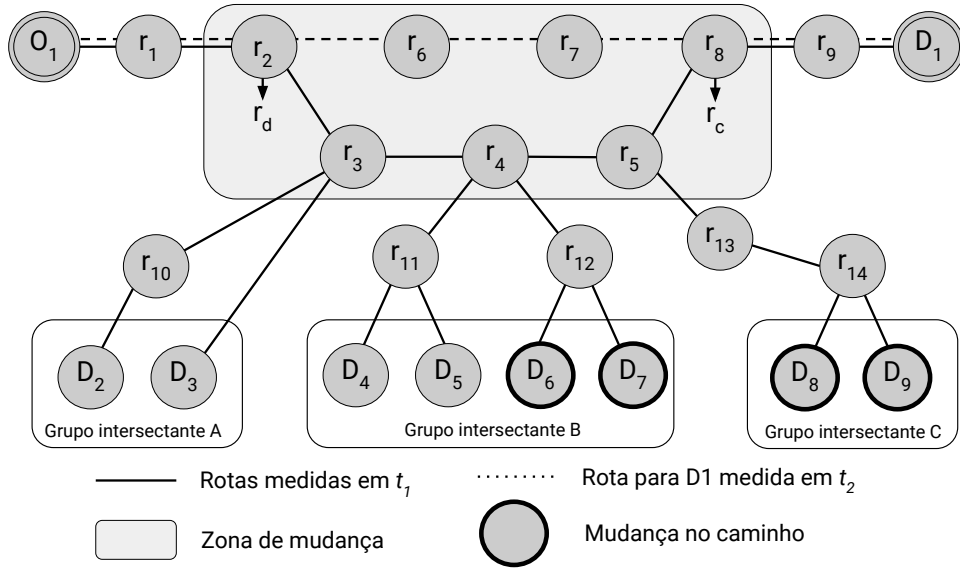 O1 r1 r2 r6 r7 r8 r9 D1
rd rc
r3 r4 r5
r10 r11 r12 r13 r14
D2 D3 D4 D5 D6 D7 D8 D9
Grupo intersectante A Grupo intersectante B Grupo intersectante C
Rotas medidas em t1 Rota para D1 medida em t2
Zona de mudança Mudança no caminho